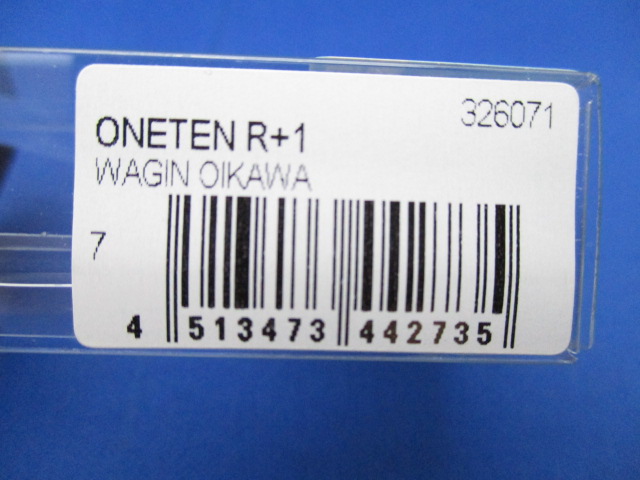 326071
ONETEN R+1
WAGIN OIKAWA
7
4 513473 442735